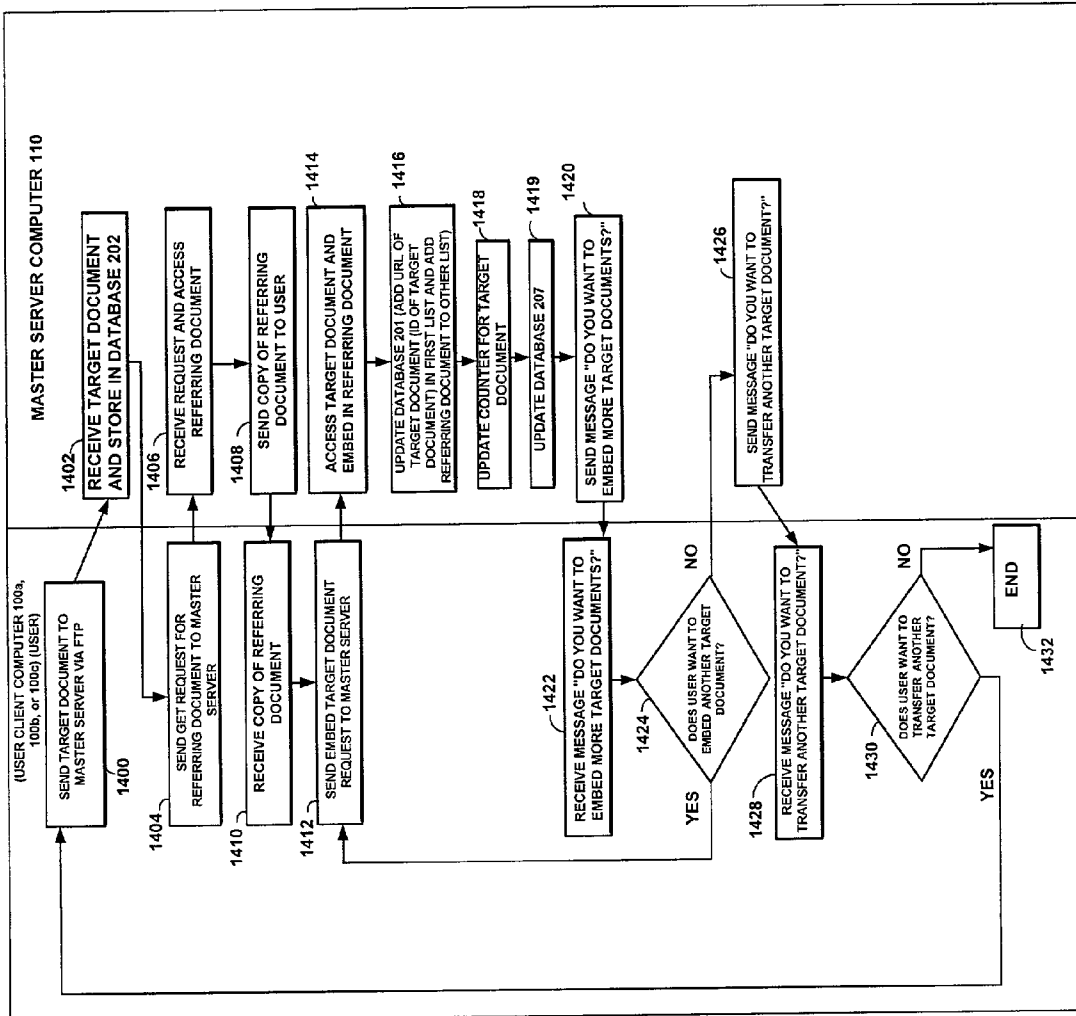 (USER CLIENT COMPUTER 100a,
100b, or 100c) (USER)
MASTER SERVER COMPUTER 110
SEND TARGET DOCUMENT TO
MASTER SERVER VIA FTP
1400
1402
RECEIVE TARGET DOCUMENT
AND STORE IN DATABASE 202
SEND GET REQUEST FOR
REFERRING DOCUMENT TO MASTER
SERVER
1404
1406
RECEIVE REQUEST AND ACCESS
REFERRING DOCUMENT
1408
SEND COPY OF REFERRING
DOCUMENT TO USER
1410
RECEIVE COPY OF REFERRING
DOCUMENT
1412
SEND EMBED TARGET DOCUMENT
REQUEST TO MASTER SERVER
1414
ACCESS TARGET DOCUMENT AND
EMBED IN REFERRING DOCUMENT
1416
UPDATE DATABASE 201 (ADD URL OF
TARGET DOCUMENT (ID OF TARGET
DOCUMENT) IN FIRST LIST AND ADD
REFERRING DOCUMENT TO OTHER LIST)
1418
UPDATE COUNTER FOR TARGET
DOCUMENT
1419
UPDATE DATABASE 207
1420
SEND MESSAGE "DO YOU WANT TO
EMBED MORE TARGET DOCUMENTS?"
1422
RECEIVE MESSAGE "DO YOU WANT TO
EMBED MORE TARGET DOCUMENTS?"
1424
DOES USER WANT TO
EMBED ANOTHER TARGET
DOCUMENT?
YES
NO
1426
SEND MESSAGE "DO YOU WANT TO
TRANSFER ANOTHER TARGET DOCUMENT?"
1428
RECEIVE MESSAGE "DO YOU WANT TO
TRANSFER ANOTHER TARGET DOCUMENT?"
1430
DOES USER WANT TO
TRANSFER ANOTHER
TARGET DOCUMENT?
YES
NO
END
1432